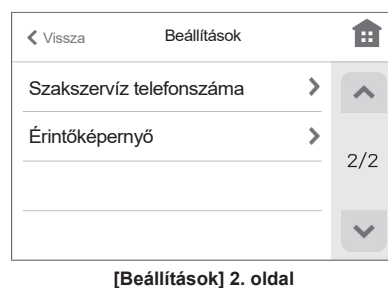 Vissza
Beállítások
Szakszervíz telefonszáma
Érintőképernyő
2/2
[Beállítások] 2. oldal